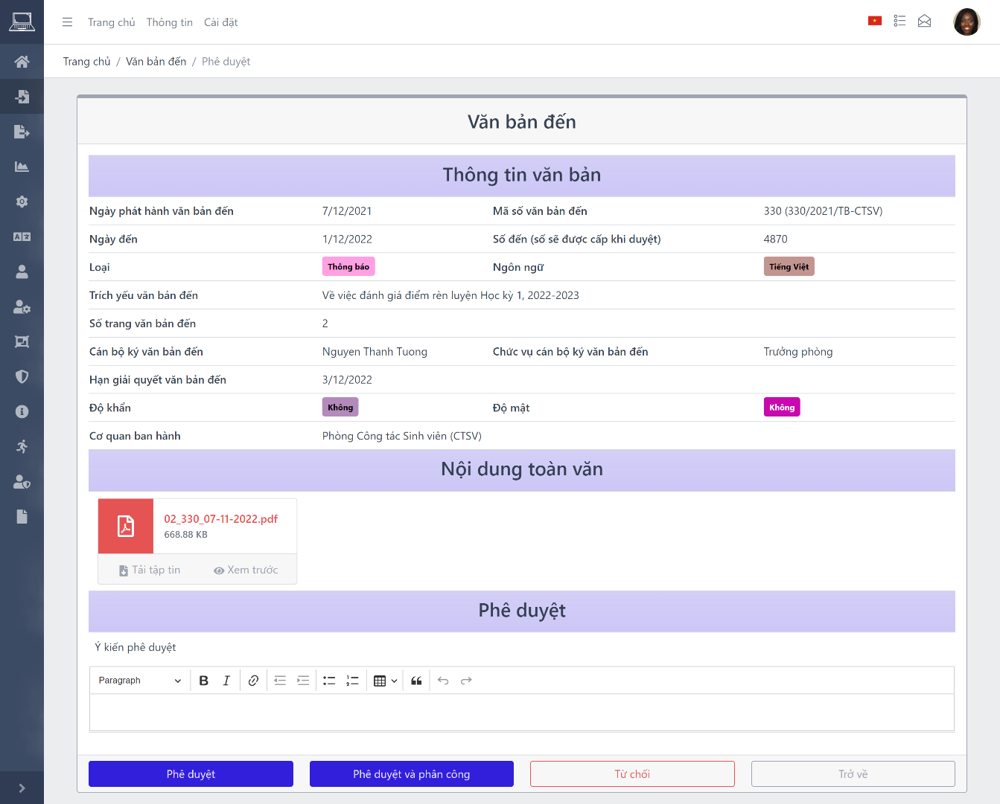 Trang chủ Thông tin Cài đặt
Trang chủ / Văn bản đến / Phê duyệt
Văn bản đến
Thông tin văn bản
Ngày phát hành văn bản đến 7/12/2021 Mã số văn bản đến 330 (330/2021/TB-CTSV)
Ngày đến 1/12/2022 Số đến (số sẽ được cấp khi duyệt) 4870
Loại Thông báo Ngôn ngữ Tiếng Việt
Trích yếu văn bản đến Về việc đánh giá điểm rèn luyện Học kỳ 1, 2022-2023
Số trang văn bản đến 2
Cán bộ ký văn bản đến Nguyen Thanh Tuong Chức vụ cán bộ ký văn bản đến Trưởng phòng
Hạn giải quyết văn bản đến 3/12/2022
Độ khẩn Không Độ mật Không
Cơ quan ban hành Phòng Công tác Sinh viên (CTSV)
Nội dung toàn văn
02_330_07-11-2022.pdf
668.88 KB
Tải tập tin Xem trước
Phê duyệt
Ý kiến phê duyệt
Paragraph
Phê duyệt Phê duyệt và phân công Từ chối Trở về